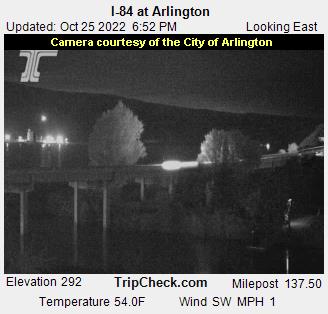 I-84 at Arlington
Updated: Oct 25 2022 6:52 PM Looking East
Camera courtesy of the City of Arlington
Elevation 292 TripCheck.com Milepost 137.50
Temperature 54.0F Wind SW MPH 1